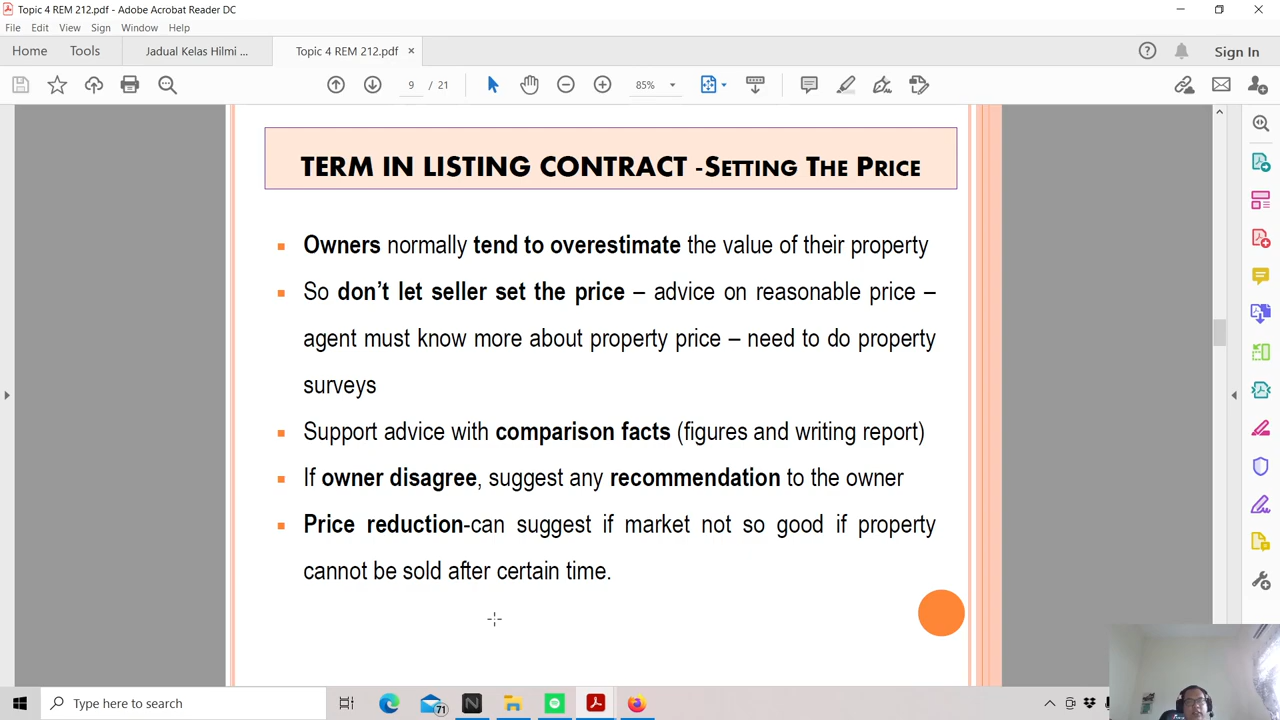 Topic 4 REM 212.pdf - Adobe Acrobat Reader DC
File Edit View Sign Window Help
Home Tools Jadual Kelas Hilmi ... Topic 4 REM 212.pdf × Sign In
9 / 21 85%
TERM IN LISTING CONTRACT -SETTING THE PRICE
Owners normally tend to overestimate the value of their property
So don't let seller set the price – advice on reasonable price –
agent must know more about property price – need to do property
surveys
Support advice with comparison facts (figures and writing report)
If owner disagree, suggest any recommendation to the owner
Price reduction-can suggest if market not so good if property
cannot be sold after certain time.
Type here to search
71